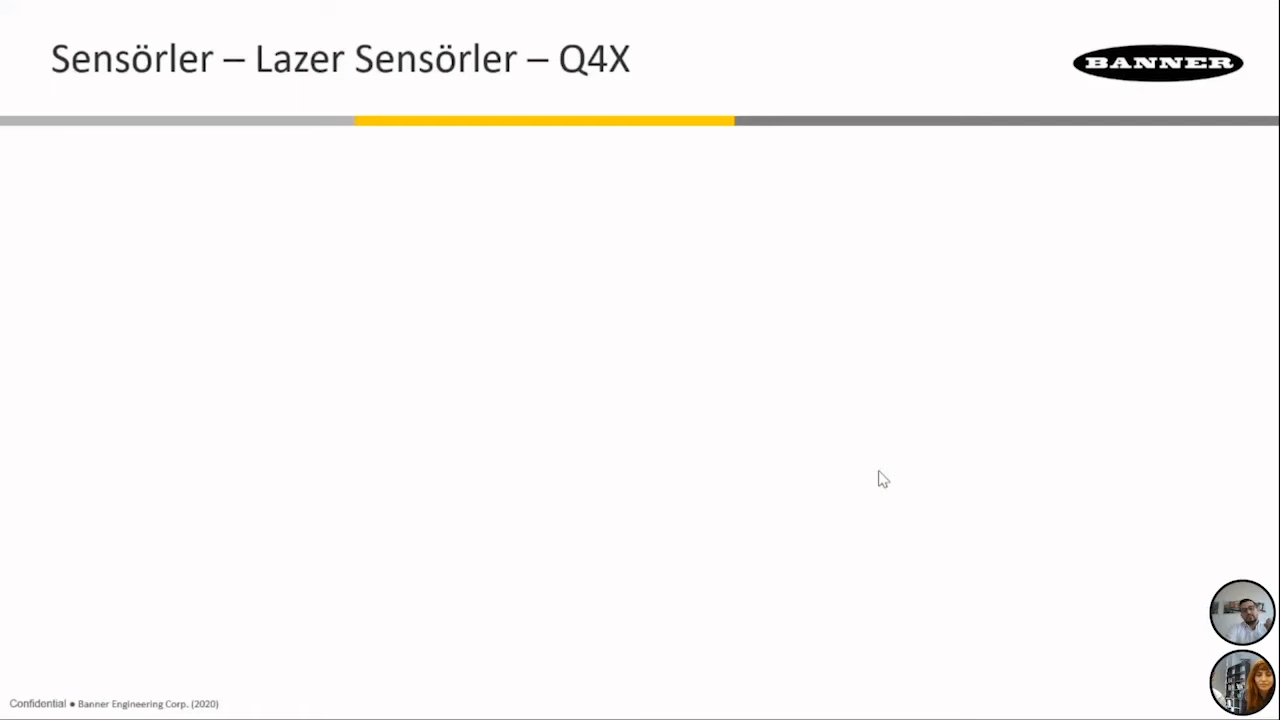 Sensörler – Lazer Sensörler – Q4X
BANNER
Confidential ● Banner Engineering Corp. (2020)